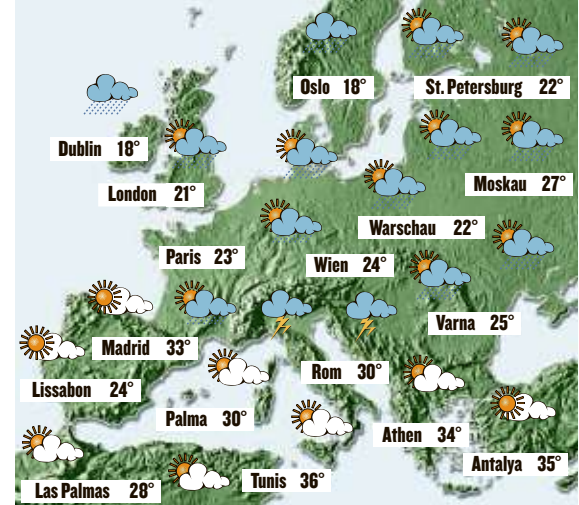 Oslo 18°
St. Petersburg 22°
Dublin 18°
London 21°
Moskau 27°
Warschau 22°
Paris 23°
Wien 24°
Varna 25°
Madrid 33°
Rom 30°
Lissabon 24°
Palma 30°
Athen 34°
Antalya 35°
Las Palmas 28°
Tunis 36°